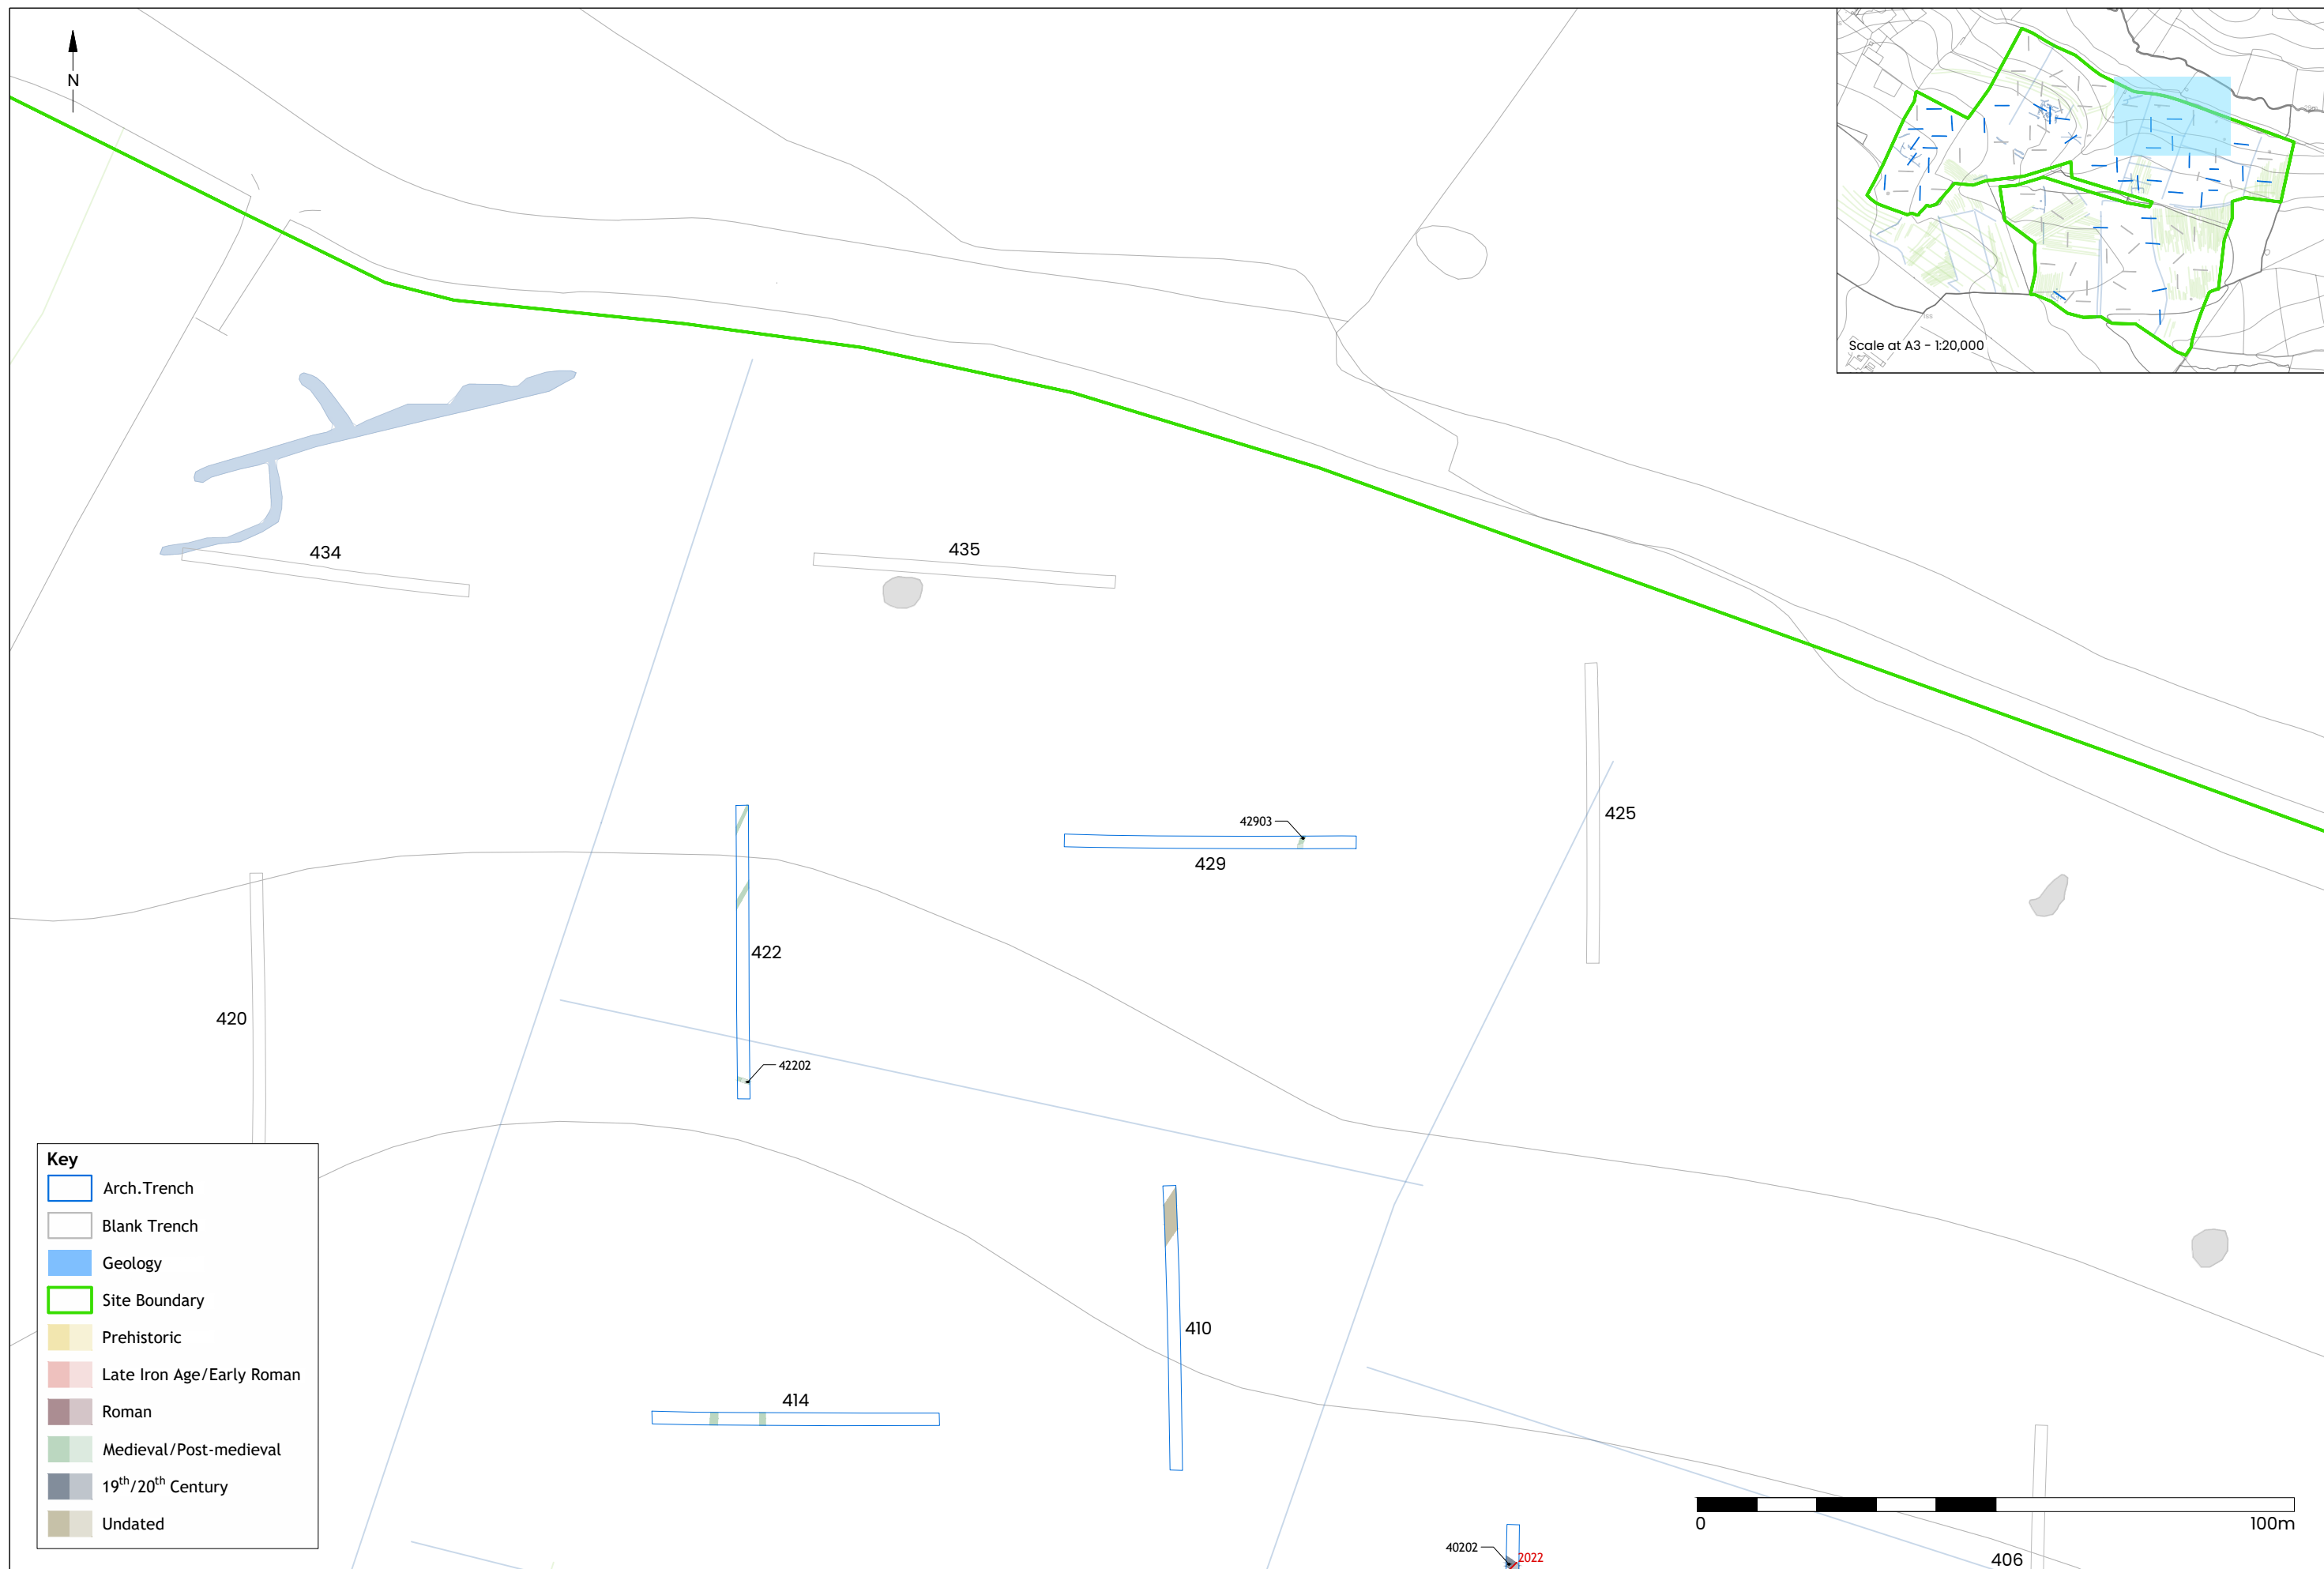 N
Scale at A3 - 1:20,000
434
435
425
42903
429
422
420
42202
410
414
40202
2022
406
Key
Arch.Trench
Blank Trench
Geology
Site Boundary
Prehistoric
Late Iron Age/Early Roman
Roman
Medieval/Post-medieval
19th/20th Century
Undated
0
100m